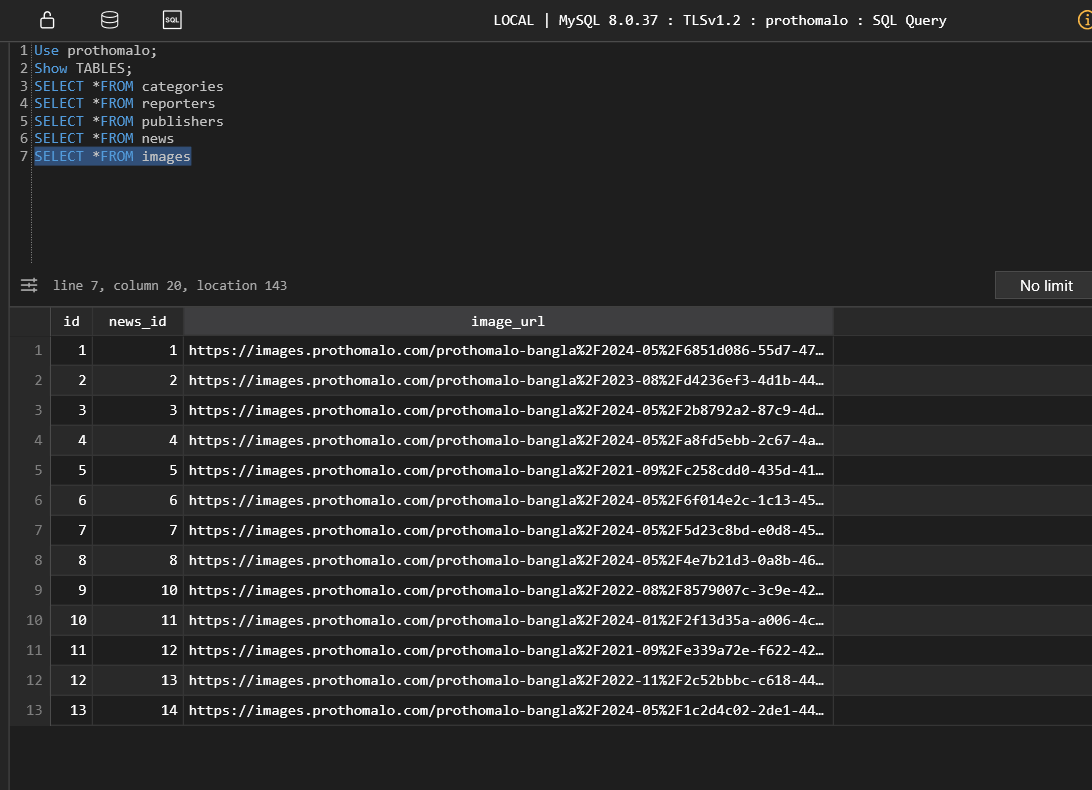 SQL LOCAL | MySQL 8.0.37 : TLSv1.2 : prothomalo : SQL Query
1 Use prothomalo;
2 Show TABLES;
3 SELECT *FROM categories
4 SELECT *FROM reporters
5 SELECT *FROM publishers
6 SELECT *FROM news
7 SELECT *FROM images
line 7, column 20, location 143 No limit
id news_id image_url
1 1 1 https://images.prothomalo.com/prothomalo-bangla%2F2024-05%2F6851d086-55d7-47…
2 2 2 https://images.prothomalo.com/prothomalo-bangla%2F2023-08%2Fd4236ef3-4d1b-44…
3 3 3 https://images.prothomalo.com/prothomalo-bangla%2F2024-05%2F2b8792a2-87c9-4d…
4 4 4 https://images.prothomalo.com/prothomalo-bangla%2F2024-05%2Fa8fd5ebb-2c67-4a…
5 5 5 https://images.prothomalo.com/prothomalo-bangla%2F2021-09%2Fc258cdd0-435d-41…
6 6 6 https://images.prothomalo.com/prothomalo-bangla%2F2024-05%2F6f014e2c-1c13-45…
7 7 7 https://images.prothomalo.com/prothomalo-bangla%2F2024-05%2F5d23c8bd-e0d8-45…
8 8 8 https://images.prothomalo.com/prothomalo-bangla%2F2024-05%2F4e7b21d3-0a8b-46…
9 9 10 https://images.prothomalo.com/prothomalo-bangla%2F2022-08%2F8579007c-3c9e-42…
10 10 11 https://images.prothomalo.com/prothomalo-bangla%2F2024-01%2F2f13d35a-a006-4c…
11 11 12 https://images.prothomalo.com/prothomalo-bangla%2F2021-09%2Fe339a72e-f622-42…
12 12 13 https://images.prothomalo.com/prothomalo-bangla%2F2022-11%2F2c52bbbc-c618-44…
13 13 14 https://images.prothomalo.com/prothomalo-bangla%2F2024-05%2F1c2d4c02-2de1-44…